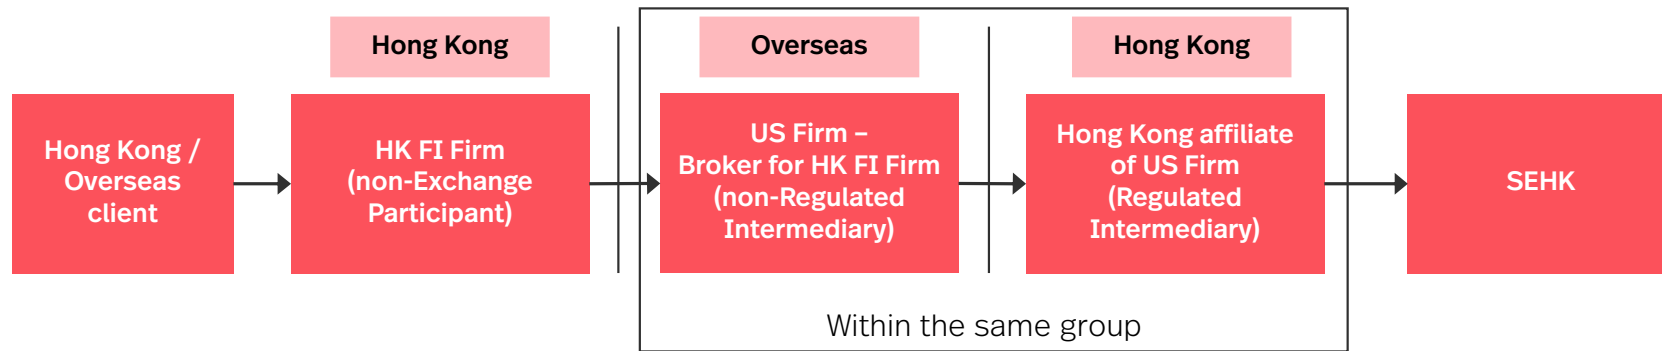 Hong Kong
Overseas
Hong Kong
Hong Kong /
Overseas
client
HK FI Firm
(non-Exchange
Participant)
US Firm –
Broker for HK FI Firm
(non-Regulated
Intermediary)
Hong Kong affiliate
of US Firm
(Regulated
Intermediary)
SEHK
Within the same group